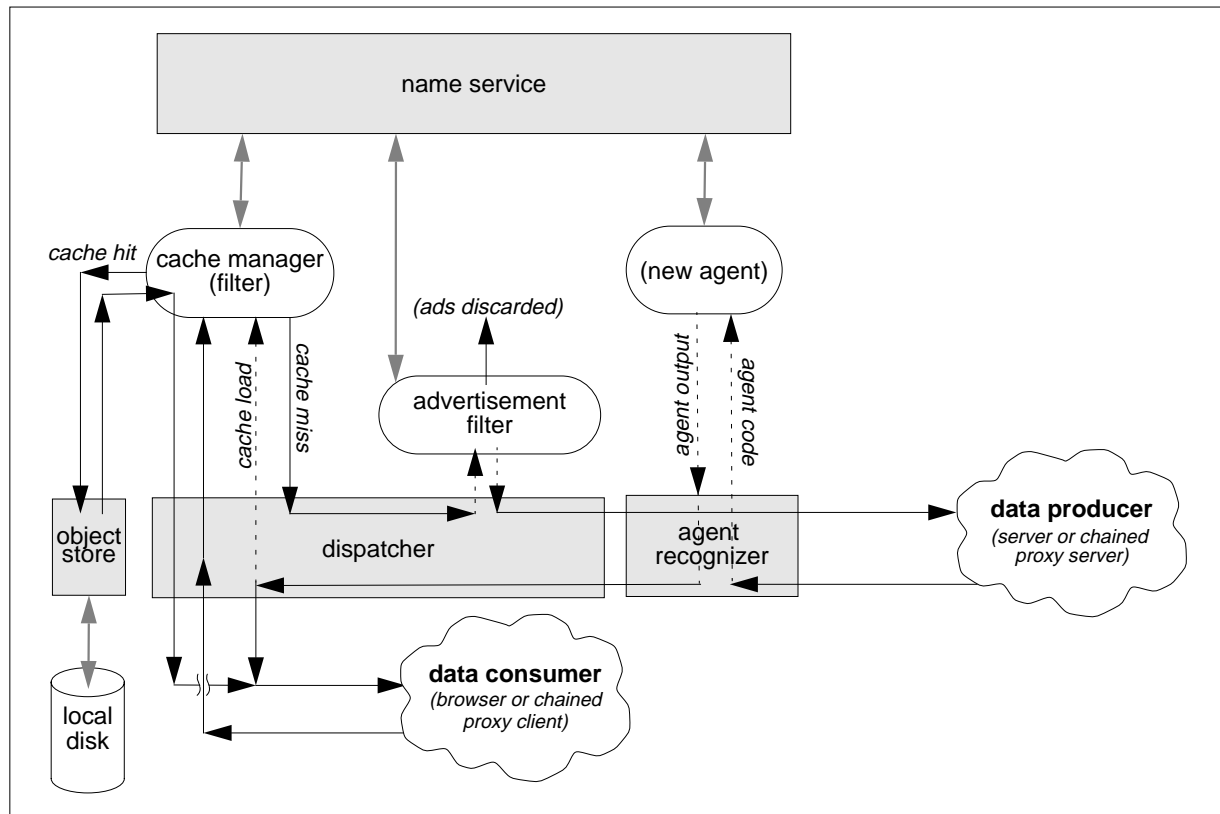 name service
cache hit
cache manager
(filter)
(new agent)
(ads discarded)
cache load
cache miss
agent output
agent code
advertisement
filter
object
store
dispatcher
agent
recognizer
data producer
(server or chained
proxy server)
data consumer
(browser or chained
proxy client)
local
disk